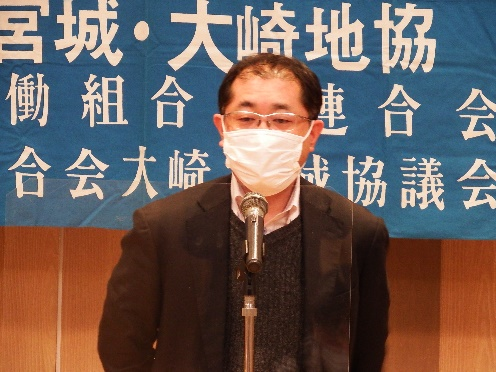 宮城・大崎地協
働組合 連合会
合会大崎 城協議会